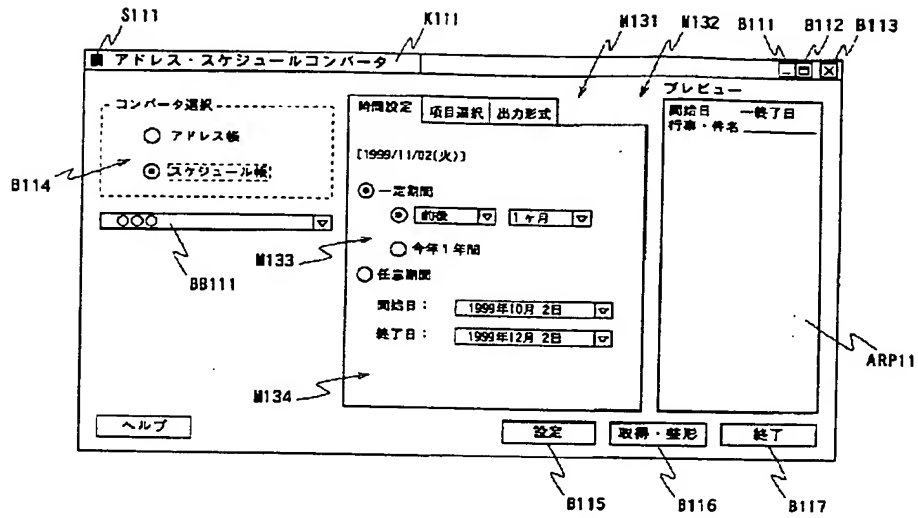 S111
K111
M131
M132
B111
B112
B113
アドレス・スケジュールコンバータ
プレビュー
コンバータ選択
アドレス帳
スケジュール帳
B114
○○○
BB111
時間設定 項目選択 出力形式
[1999/11/02(火)]
一定期間
前後 1ヶ月
今年1年間
M133
任意期間
開始日: 1999年10月 2日
終了日: 1999年12月 2日
M134
開始日 ―終了日
行事・件名
ARP11
ヘルプ
設定
取得・整形
終了
B115
B116
B117